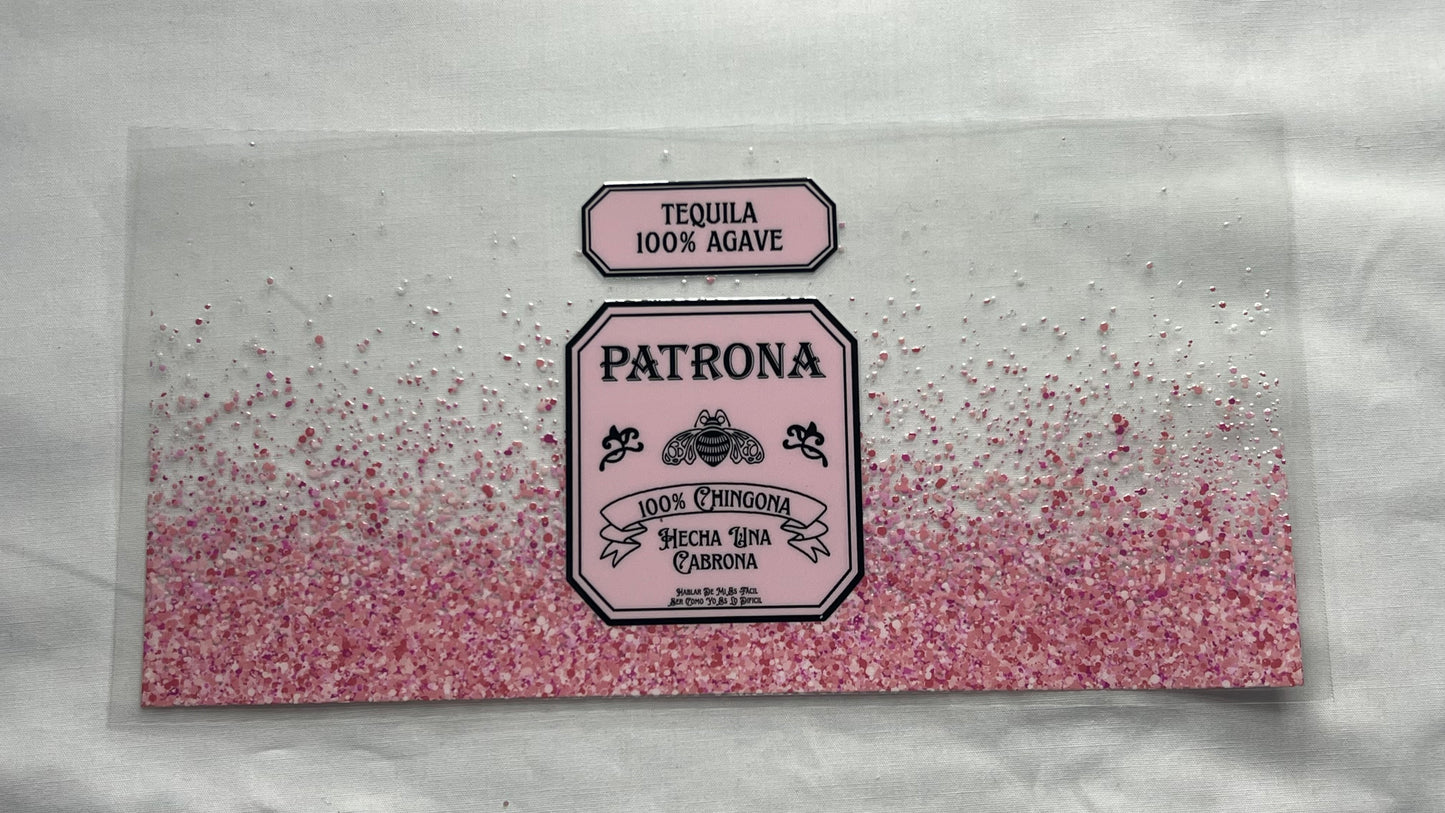 TEQUILA
100% AGAVE
PATRONA
100% CHINGONA
HECHA UNA
CABRONA
HABLAR DE MI ES FACIL
SER COMO YO ES LO DIFICIL